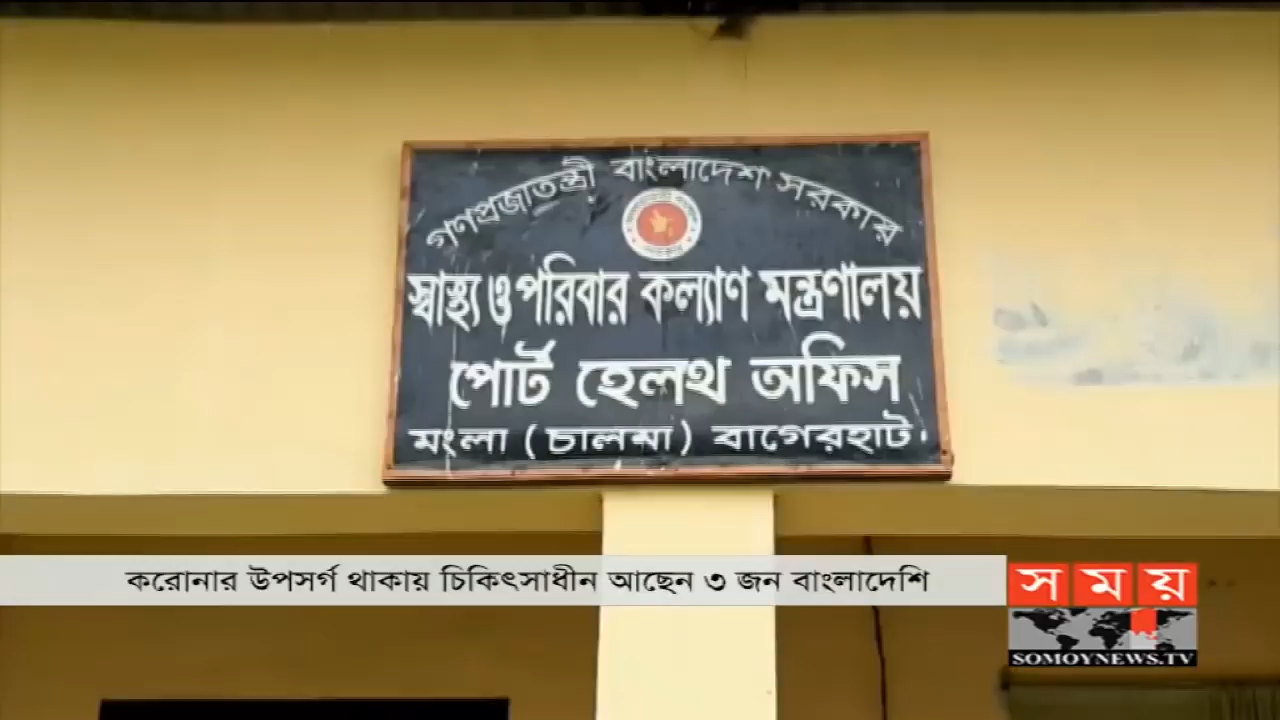 গণপ্রজাতন্ত্রী বাংলাদেশ সরকার
স্বাস্থ্য ও পরিবার কল্যাণ মন্ত্রণালয়
পোর্ট হেলথ অফিস
মংলা (চালনা) বাগেরহাট।
করোনার উপসর্গ থাকায় চিকিৎসাধীন আছেন ৩ জন বাংলাদেশি
সময়
SOMOYNEWS.TV